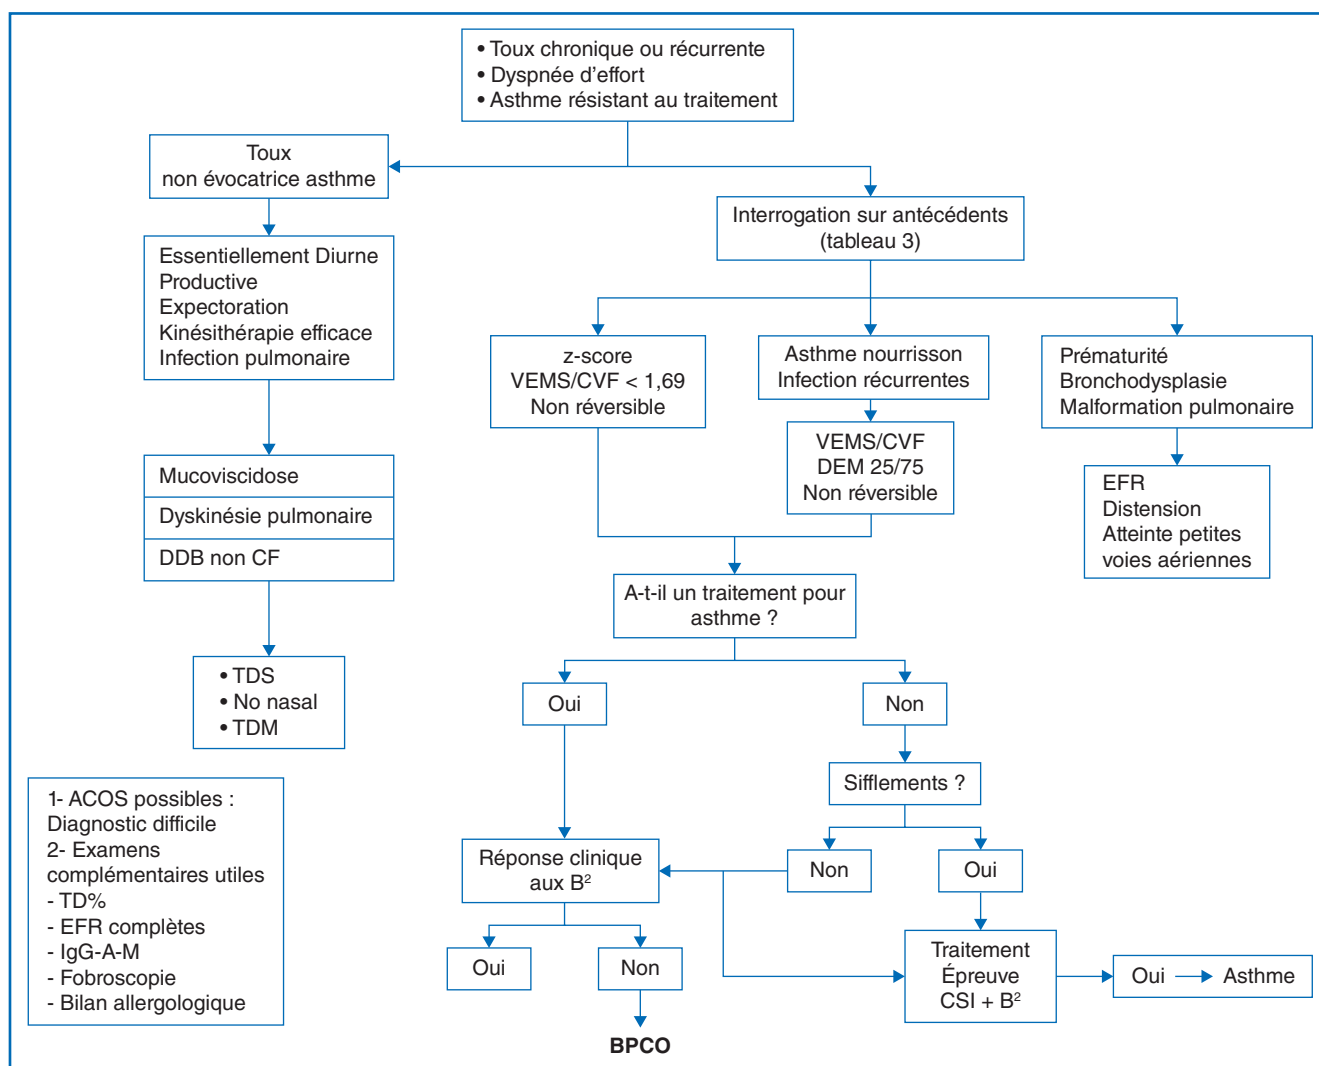 • Toux chronique ou récurrente
• Dyspnée d'effort
• Asthme résistant au traitement
Toux
non évocatrice asthme
Interrogation sur antécédents
(tableau 3)
Essentiellement Diurne
Productive
Expectoration
Kinésithérapie efficace
Infection pulmonaire
z-score
VEMS/CVF < 1,69
Non réversible
Asthme nourrisson
Infection récurrentes
Prématurité
Bronchodysplasie
Malformation pulmonaire
VEMS/CVF
DEM 25/75
Non réversible
EFR
Distension
Atteinte petites
voies aériennes
Mucoviscidose
Dyskinésie pulmonaire
DDB non CF
A-t-il un traitement pour
asthme ?
• TDS
• No nasal
• TDM
Oui
Non
Sifflements ?
1- ACOS possibles :
Diagnostic difficile
2- Examens
complémentaires utiles
- TD%
- EFR complètes
- IgG-A-M
- Fobroscopie
- Bilan allergologique
Réponse clinique
aux B²
Non
Oui
Oui
Non
Traitement
Épreuve
CSI + B²
Oui
Asthme
BPCO